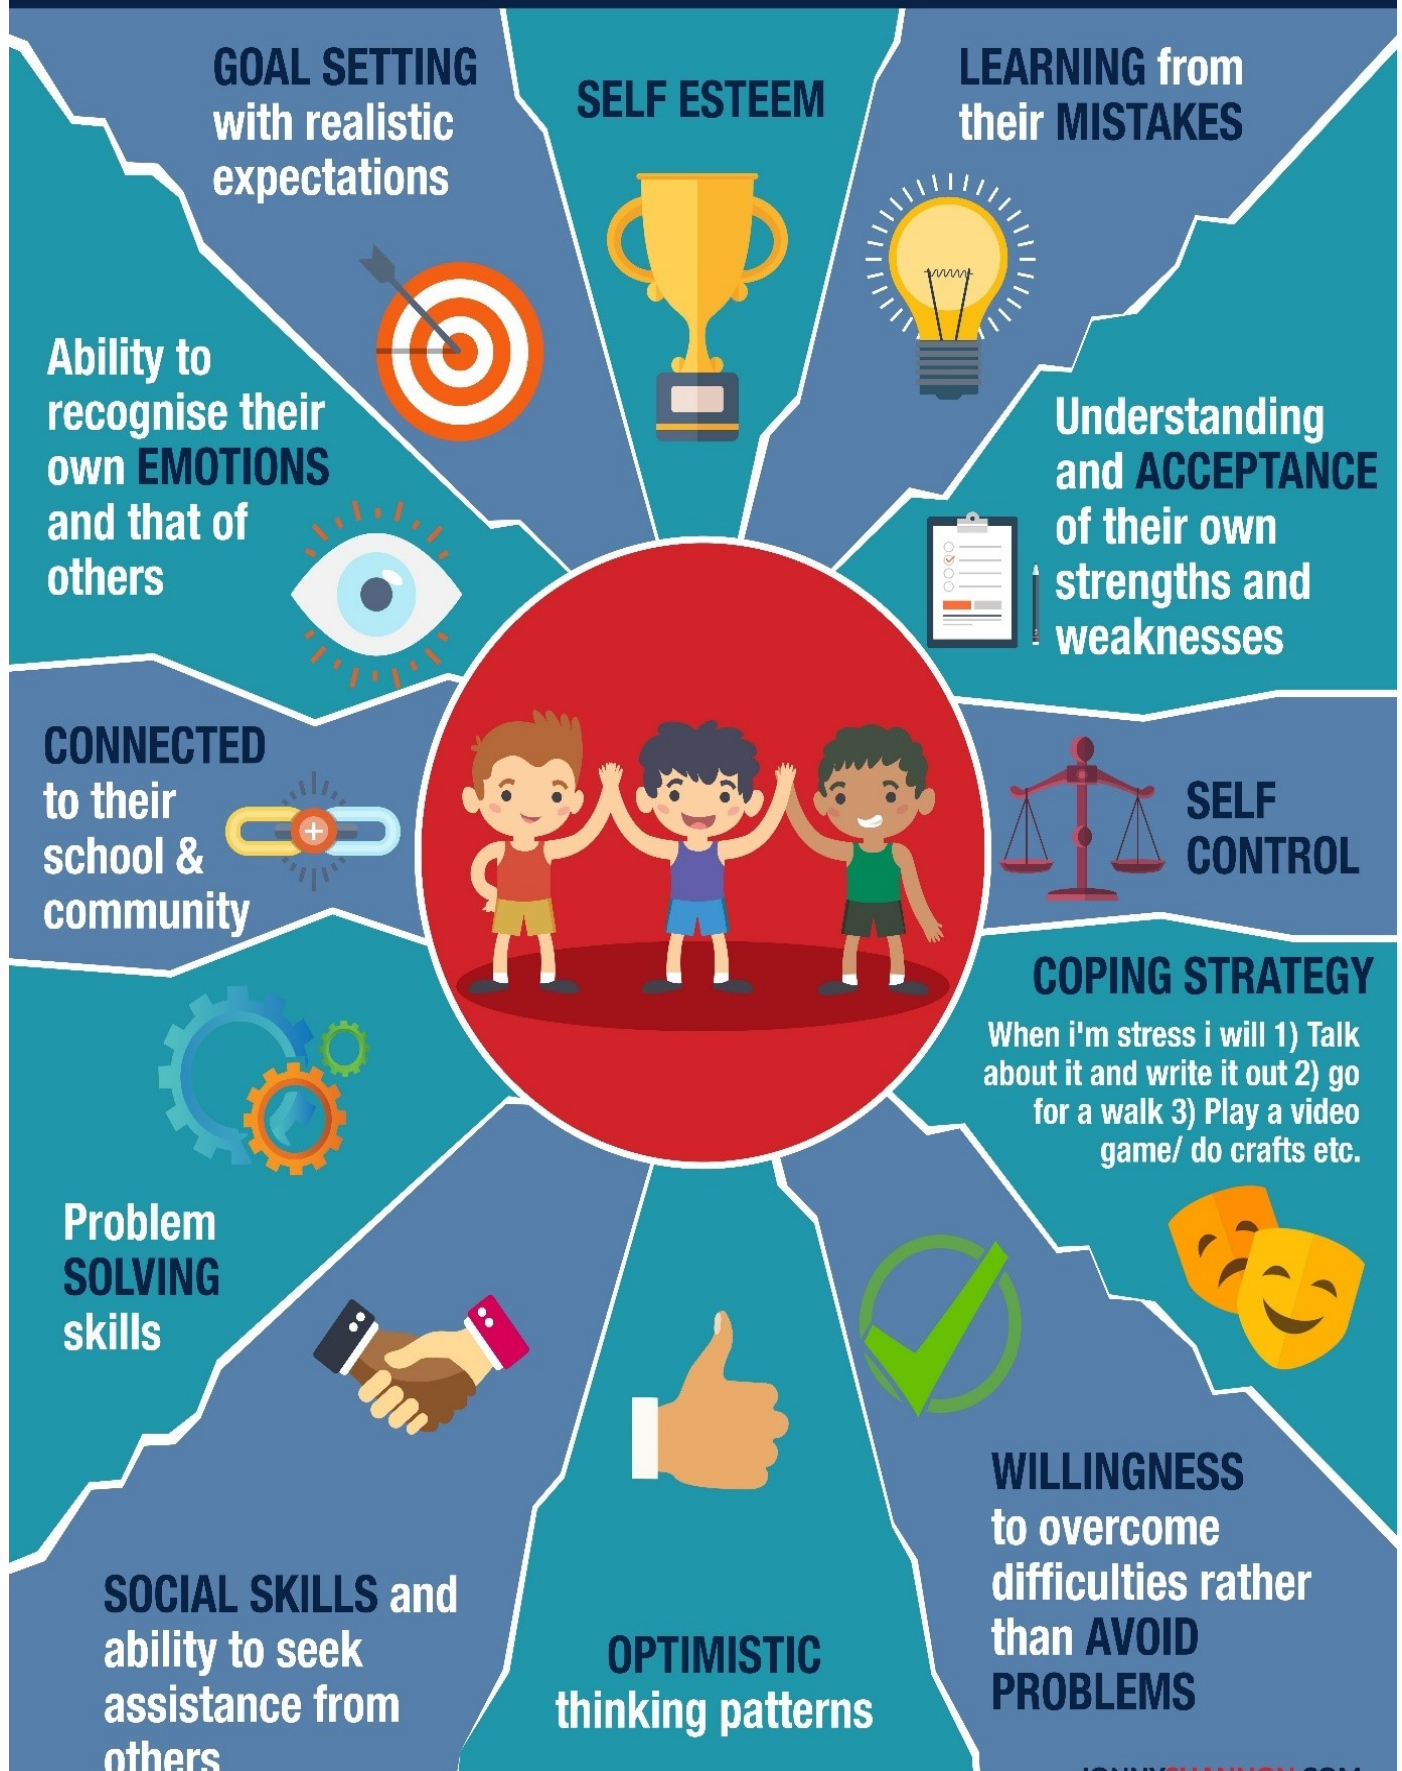 GOAL SETTING
with realistic
expectations
SELF ESTEEM
LEARNING from
their MISTAKES
Ability to
recognise their
own EMOTIONS
and that of
others
Understanding
and ACCEPTANCE
of their own
strengths and
weaknesses
CONNECTED
to their
school &
community
SELF
CONTROL
COPING STRATEGY
When i'm stress i will 1) Talk
about it and write it out 2) go
for a walk 3) Play a video
game/ do crafts etc.
Problem
SOLVING
skills
WILLINGNESS
to overcome
difficulties rather
than AVOID
PROBLEMS
SOCIAL SKILLS and
ability to seek
assistance from
others
OPTIMISTIC
thinking patterns
JONNYSHANNON.COM